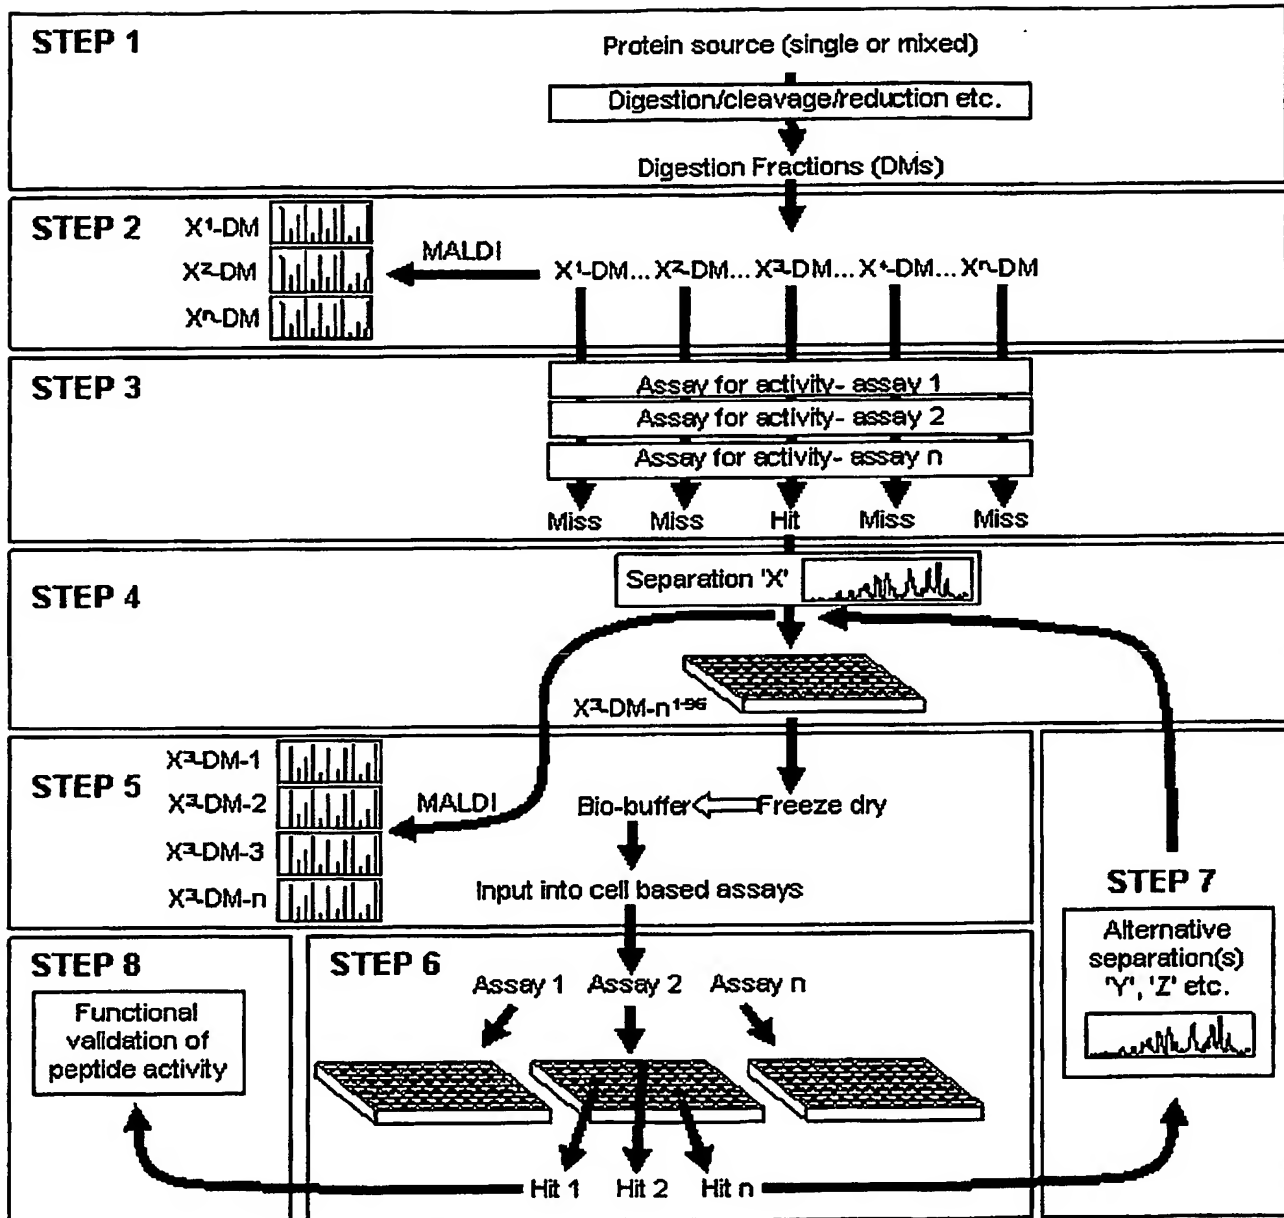 STEP 1
Protein source (single or mixed)
Digestion/cleavage/reduction etc.
Digestion Fractions (DMs)
STEP 2
X¹-DM
X²-DM
Xⁿ-DM
MALDI
X¹-DM... X²-DM... X³-DM... X⁴-DM... Xⁿ-DM
STEP 3
Assay for activity- assay 1
Assay for activity- assay 2
Assay for activity- assay n
Miss Miss Hit Miss Miss
STEP 4
Separation 'X'
X³-DM-n¹⁻⁹⁶
STEP 5
X³-DM-1
X³-DM-2
X³-DM-3
X³-DM-n
MALDI
Bio-buffer Freeze dry
Input into cell based assays
STEP 7
Alternative
separation(s)
'Y', 'Z' etc.
STEP 8
Functional
validation of
peptide activity
STEP 6
Assay 1 Assay 2 Assay n
Hit 1 Hit 2 Hit n